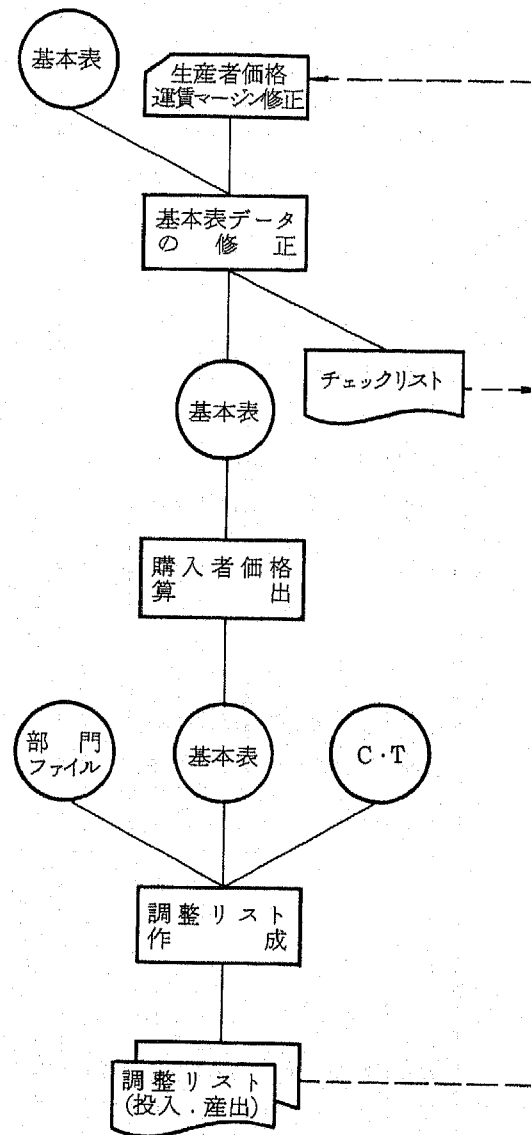 基本表
生産者価格
運賃マージン修正
基本表データ
の修正
チェックリスト
基本表
購入者価格
算出
部門
ファイル
基本表
C・T
調整リスト
作成
調整リスト
(投入.産出)